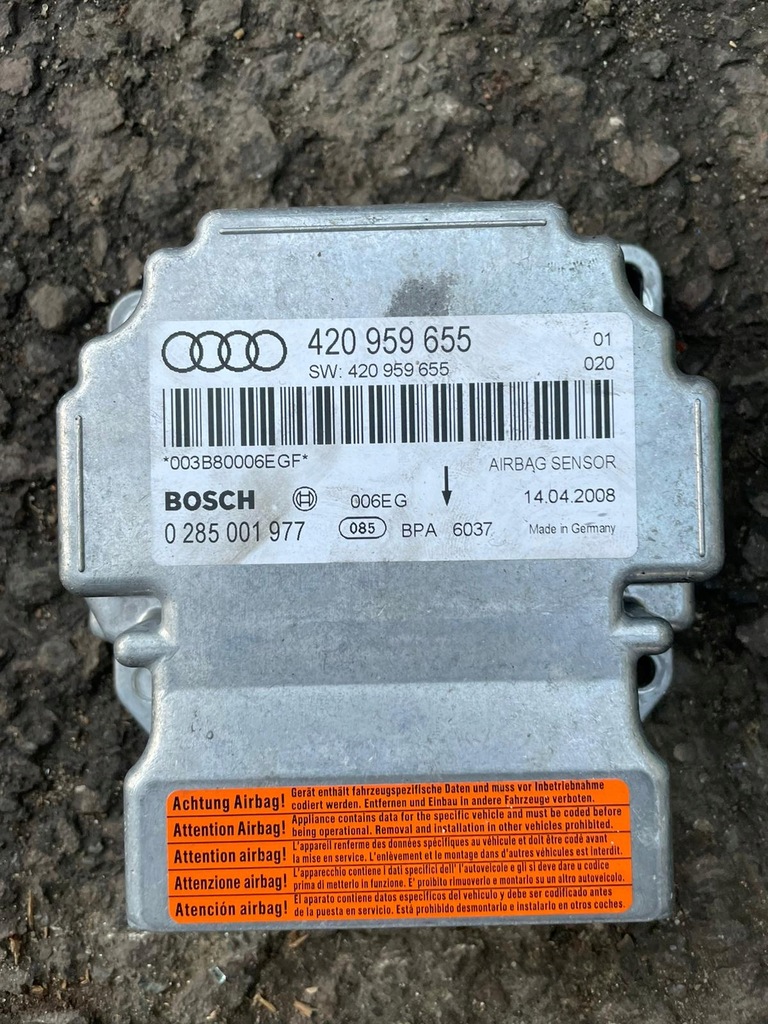 420 959 655 01
SW: 420 959 655 020
*003B80006EGF* AIRBAG SENSOR
BOSCH 006EG 14.04.2008
0 285 001 977 085 BPA 6037 Made in Germany
Achtung Airbag! Gerät enthält fahrzeugspezifische Daten und muss vor Inbetriebnahme
codiert werden. Entfernen und Einbau in andere Fahrzeuge verboten.
Attention Airbag! Appliance contains data for the specific vehicle and must be coded before
being operational. Removal and installation in other vehicles prohibited.
Attention airbag! L'appareil renferme des données spécifiques au véhicule et doit être codé avant
la mise en service. L'enlèvement et le montage dans d'autres véhicules est interdit.
Attenzione airbag! L'apparecchio contiene i dati specifici dell' l'autoveicolo e gli si deve dare u codice
prima di metterlo in funzione. E' proibito rimuoverlo e montarlo su un altro autoveicolo.
Atención airbag! El aparato contiene datos específicos del vehículo y debe ser codificado antes
de la puesta en servicio. Está prohibido desmontarlo e instalarlo en otros coches.